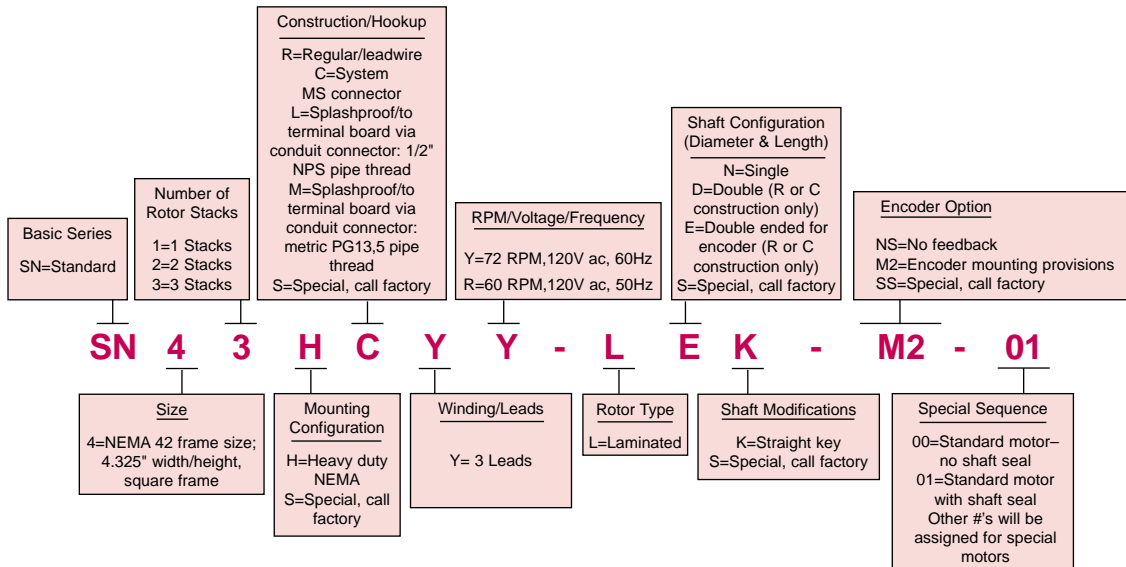 Construction/Hookup
R=Regular/leadwire
C=System
MS connector
L=Splashproof/to
terminal board via
conduit connector: 1/2"
NPS pipe thread
M=Splashproof/to
terminal board via
conduit connector:
metric PG13,5 pipe
thread
S=Special, call factory
Shaft Configuration
(Diameter & Length)
N=Single
D=Double (R or C
construction only)
E=Double ended for
encoder (R or C
construction only)
S=Special, call factory
Number of
Rotor Stacks
1=1 Stacks
2=2 Stacks
3=3 Stacks
RPM/Voltage/Frequency
Y=72 RPM,120V ac, 60Hz
R=60 RPM,120V ac, 50Hz
Encoder Option
NS=No feedback
M2=Encoder mounting provisions
SS=Special, call factory
Basic Series
SN=Standard
SN 4 3 H C Y Y - L E K - M2 - 01
Size
4=NEMA 42 frame size;
4.325" width/height,
square frame
Mounting
Configuration
H=Heavy duty
NEMA
S=Special, call
factory
Winding/Leads
Y= 3 Leads
Rotor Type
L=Laminated
Shaft Modifications
K=Straight key
S=Special, call factory
Special Sequence
00=Standard motor–
no shaft seal
01=Standard motor
with shaft seal
Other #'s will be
assigned for special
motors